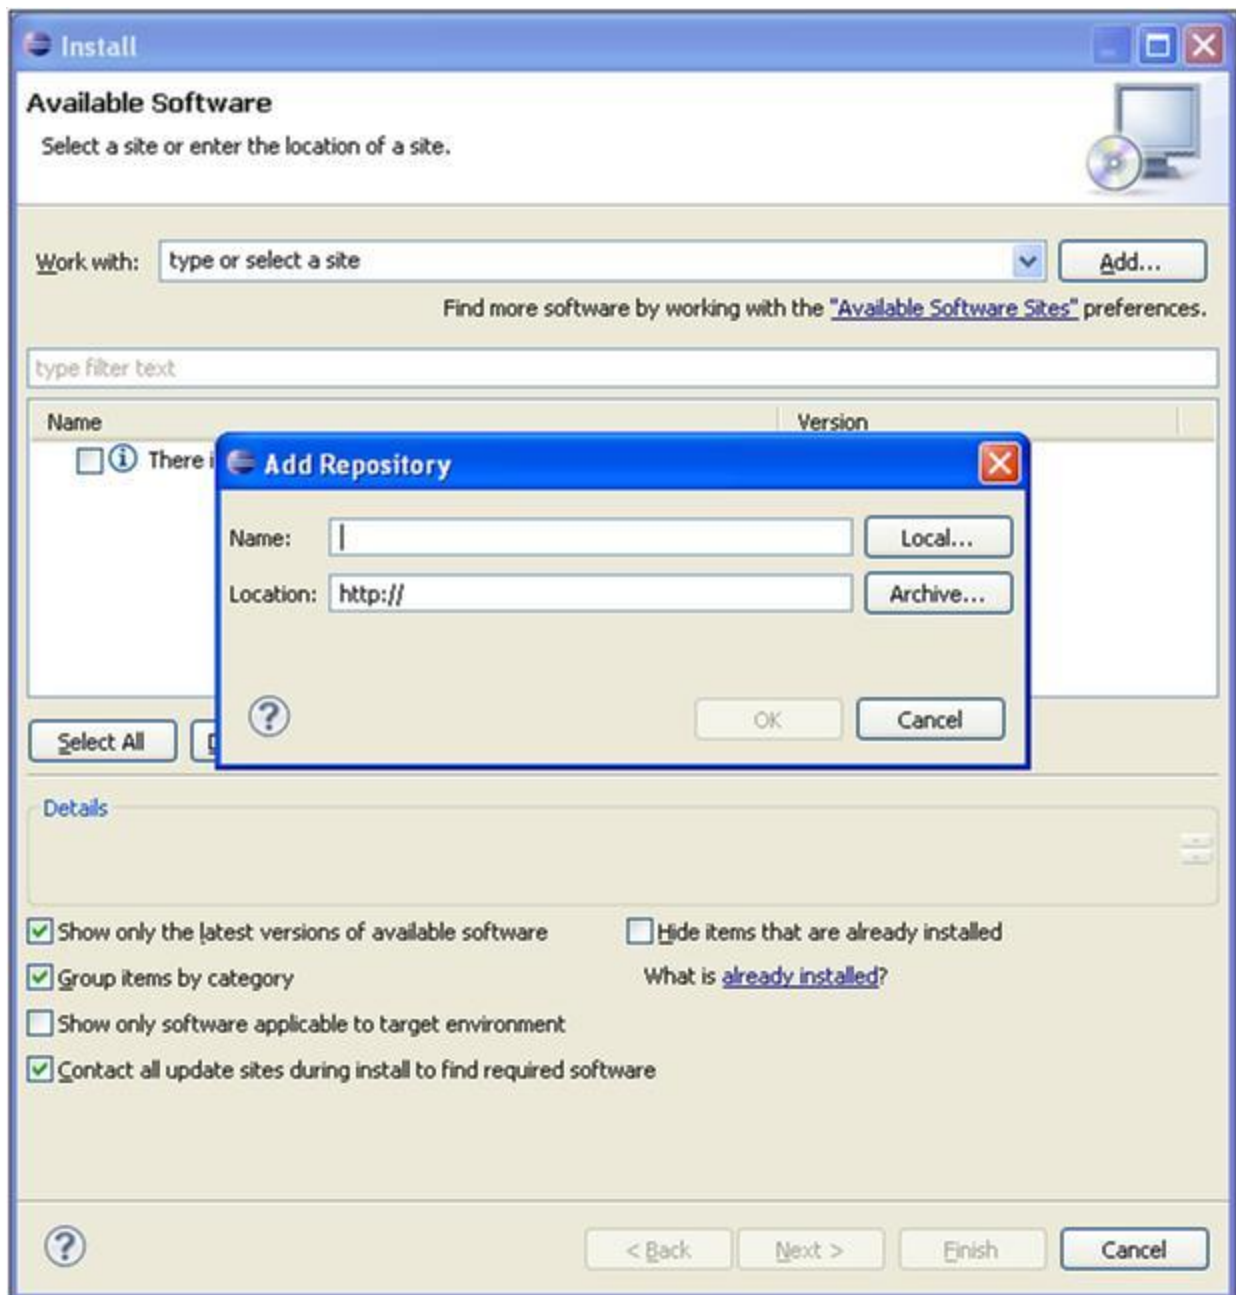 Install
Available Software
Select a site or enter the location of a site.
Work with: type or select a site Add...
Find more software by working with the "Available Software Sites" preferences.
type filter text
Name Version
There i
Add Repository
Name: Local...
Location: http:// Archive...
OK Cancel
Select All
Details
Show only the latest versions of available software Hide items that are already installed
Group items by category What is already installed?
Show only software applicable to target environment
Contact all update sites during install to find required software
< Back Next > Finish Cancel